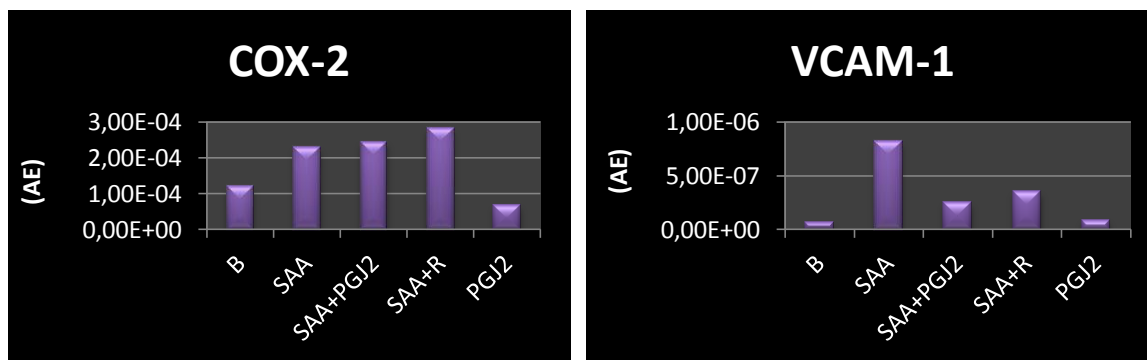 COX-2
(AE)
3,00E-04
2,00E-04
1,00E-04
0,00E+00
B
SAA
SAA+PGJ2
SAA+R
PGJ2
VCAM-1
(AE)
1,00E-06
5,00E-07
0,00E+00
B
SAA
SAA+PGJ2
SAA+R
PGJ2